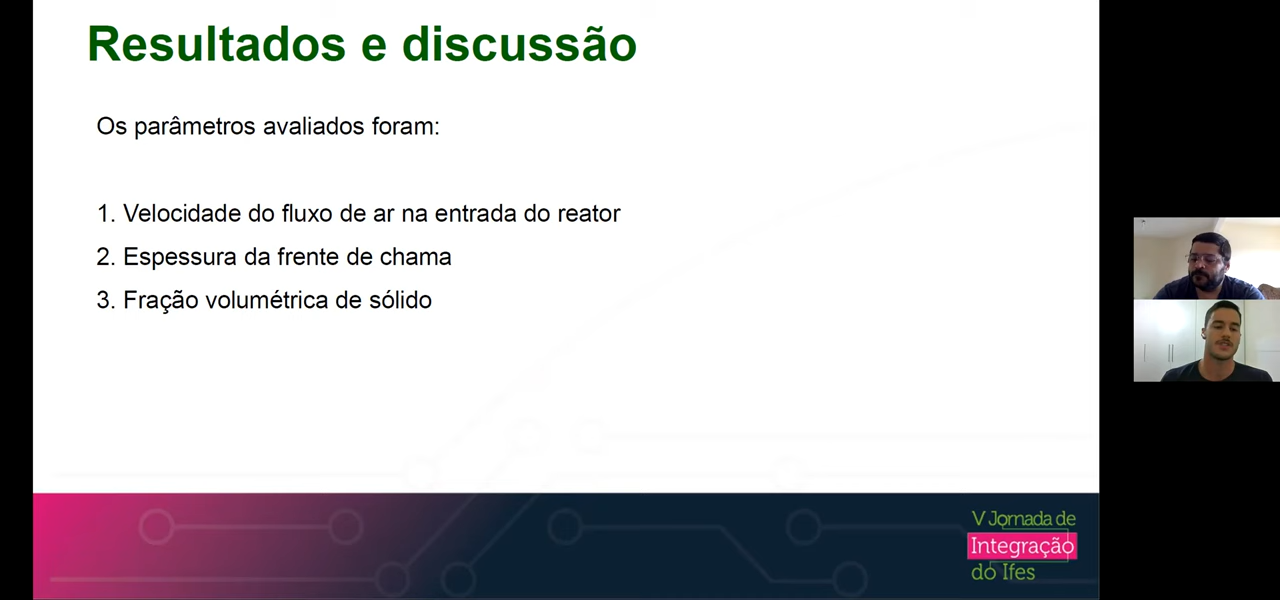 Resultados e discussão
Os parâmetros avaliados foram:
1. Velocidade do fluxo de ar na entrada do reator
2. Espessura da frente de chama
3. Fração volumétrica de sólido
V Jornada de
Integração
do Ifes